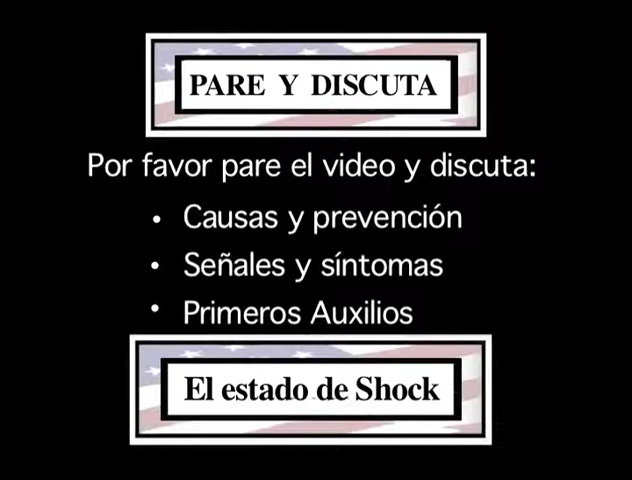 PARE Y DISCUTA
Por favor pare el video y discuta:
• Causas y prevención
• Señales y síntomas
• Primeros Auxilios
El estado de Shock